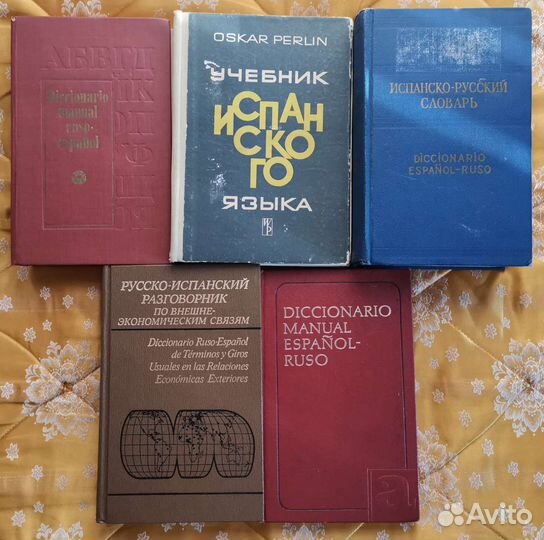 АБВГД
Diccionario
manual
ruso-
español
OSKAR PERLIN
УЧЕБНИК
ИСПАН
СКО
ГО
ЯЗЫКА
ИСПАНСКО-РУССКИЙ
СЛОВАРЬ
DICCIONARIO
ESPAÑOL-RUSO
РУССКО-ИСПАНСКИЙ
РАЗГОВОРНИК
ПО ВНЕШНЕ-
ЭКОНОМИЧЕСКИМ СВЯЗЯМ
Diccionario Ruso-Español
de Términos y Giros
Usuales en las Relaciones
Económicas Exteriores
DICCIONARIO
MANUAL
ESPAÑOL-
RUSO
Avito